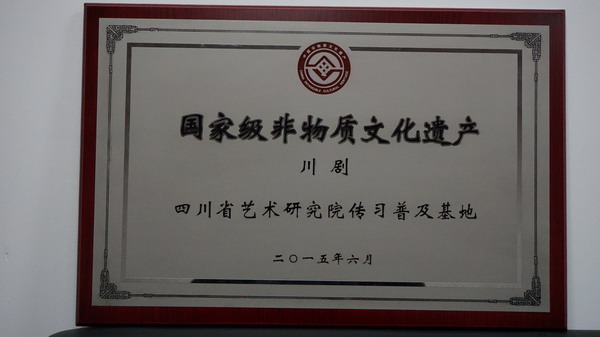 国家级非物质文化遗产
川剧
四川省艺术研究院传习普及基地
二〇一五年六月